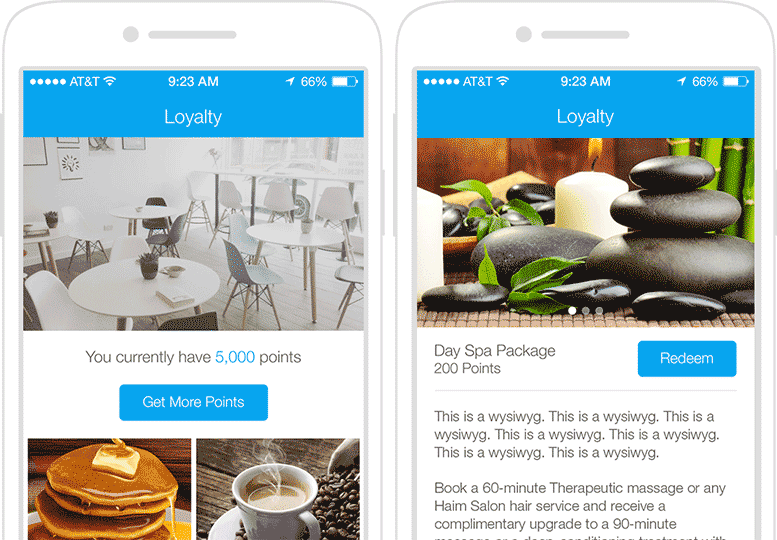 AT&T 9:23 AM 66%
Loyalty
You currently have 5,000 points
Get More Points
AT&T 9:23 AM 66%
Loyalty
Day Spa Package
200 Points
Redeem
This is a wysiwyg. This is a wysiwyg. This is a
wysiwyg. This is a wysiwyg. This is a wysiwyg.
This is a wysiwyg. This is a wysiwyg.
Book a 60-minute Therapeutic massage or any
Haim Salon hair service and receive a
complimentary upgrade to a 90-minute